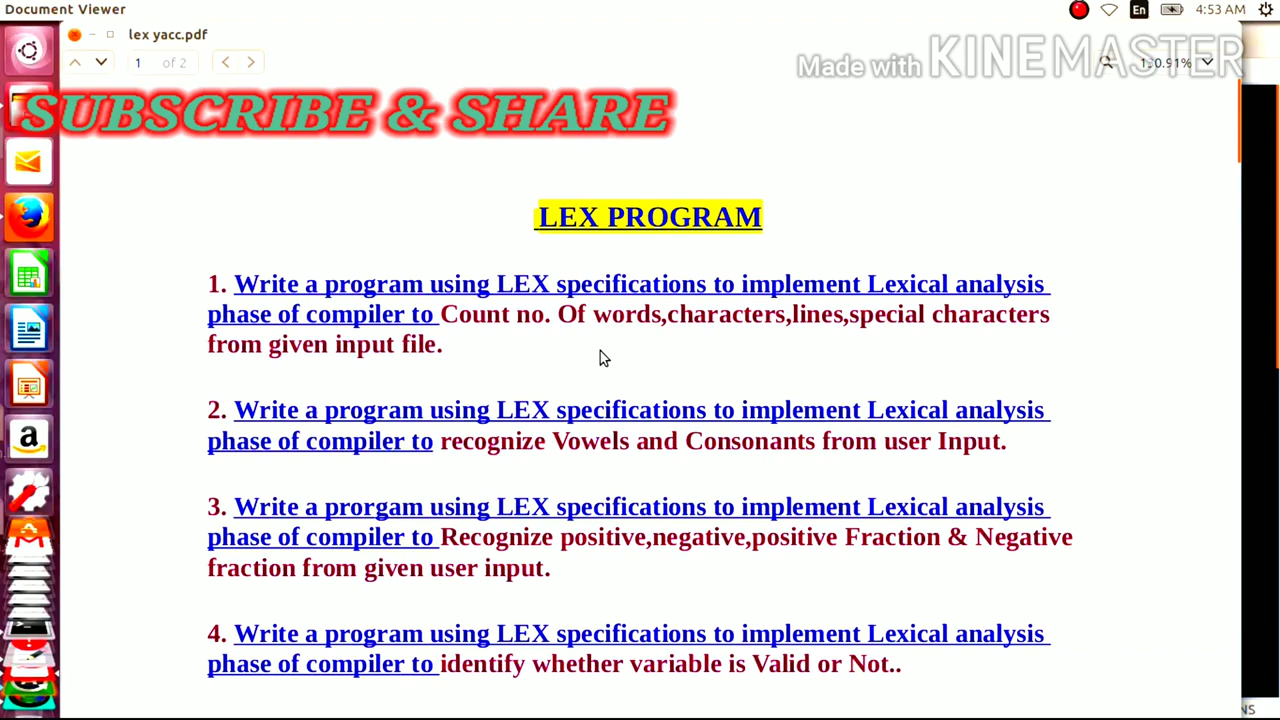 Document Viewer
En
4:53 AM
lex yacc.pdf
1 of 2
Made with KINEMASTER
SUBSCRIBE & SHARE
LEX PROGRAM
1. Write a program using LEX specifications to implement Lexical analysis
phase of compiler to Count no. Of words,characters,lines,special characters
from given input file.
2. Write a program using LEX specifications to implement Lexical analysis
phase of compiler to recognize Vowels and Consonants from user Input.
3. Write a prorgam using LEX specifications to implement Lexical analysis
phase of compiler to Recognize positive,negative,positive Fraction & Negative
fraction from given user input.
4. Write a program using LEX specifications to implement Lexical analysis
phase of compiler to identify whether variable is Valid or Not..